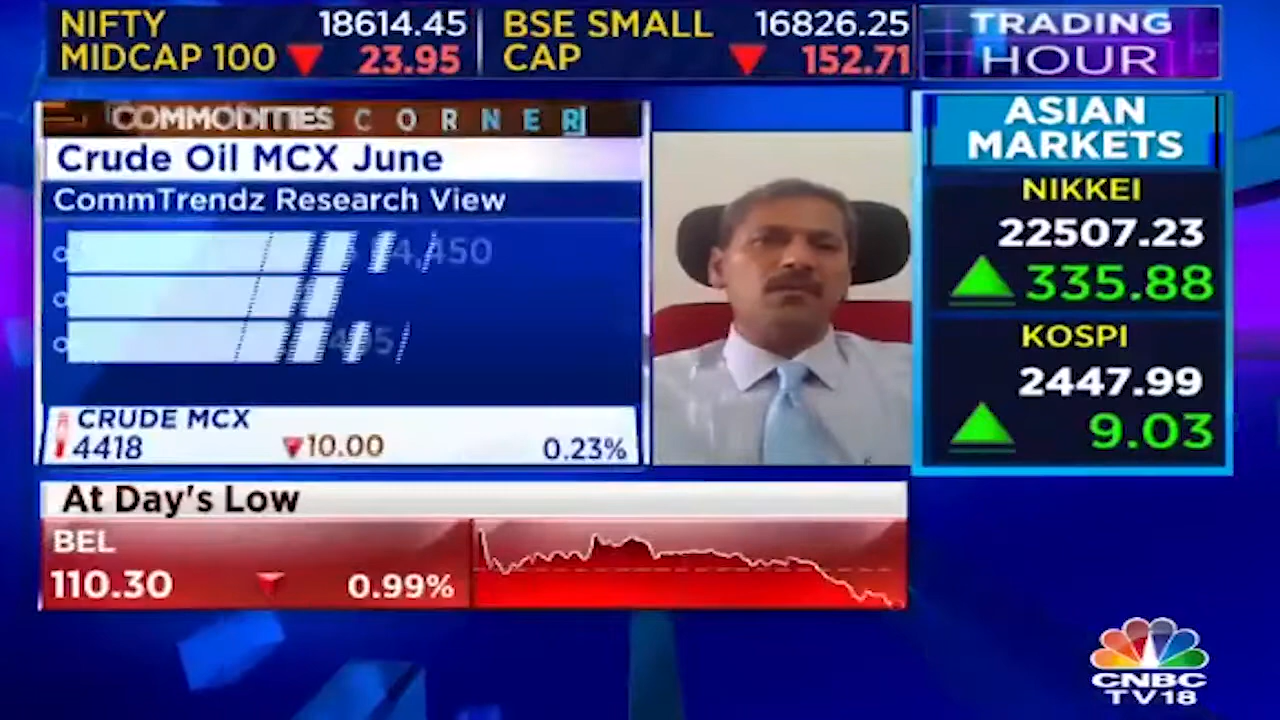 NIFTY 18614.45
MIDCAP 100 23.95
BSE SMALL 16826.25
CAP 152.71
TRADING
HOUR
COMMODITIES CORNER
Crude Oil MCX June
CommTrendz Research View
4,450
CRUDE MCX
4418 10.00 0.23%
ASIAN
MARKETS
NIKKEI
22507.23
335.88
KOSPI
2447.99
9.03
At Day's Low
BEL
110.30 0.99%
CNBC
TV18